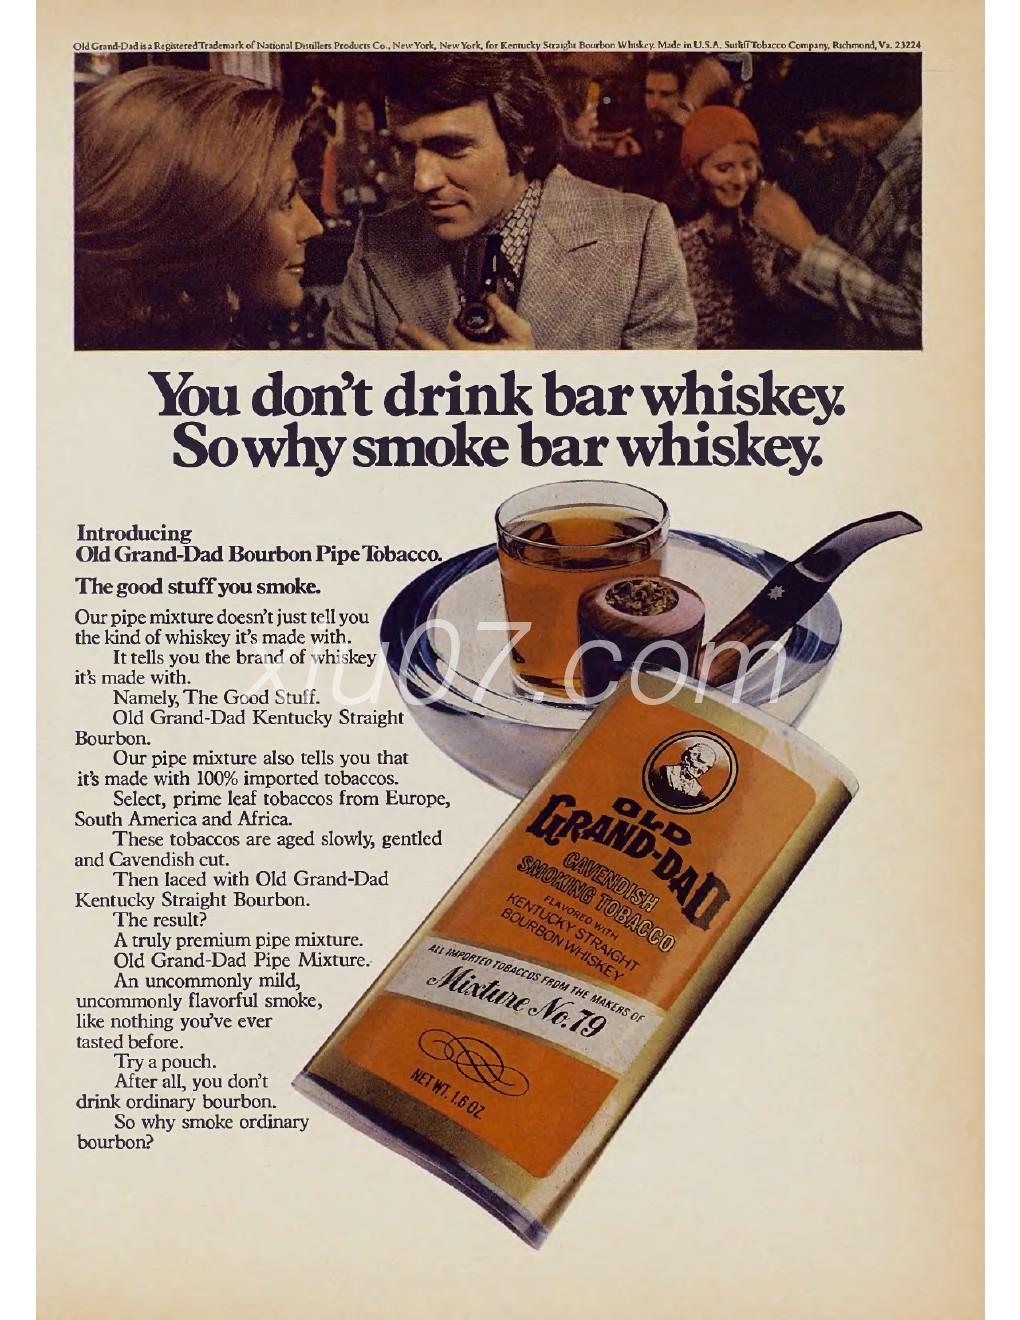 Old Grand-Dad is a Registered Trademark of National Distillers Products Co., New York, New York, for Kentucky Straight Bourbon Whiskey. Made in U.S.A. Sutliff Tobacco Company, Richmond, Va. 23224
You don't drink bar whiskey.
So why smoke bar whiskey.
Introducing
Old Grand-Dad Bourbon Pipe Tobacco.
The good stuff you smoke.
Our pipe mixture doesn't just tell you
the kind of whiskey it's made with.
It tells you the brand of whiskey
it's made with.
Namely, The Good Stuff.
Old Grand-Dad Kentucky Straight
Bourbon.
Our pipe mixture also tells you that
it's made with 100% imported tobaccos.
Select, prime leaf tobaccos from Europe,
South America and Africa.
These tobaccos are aged slowly, gentled
and Cavendish cut.
Then laced with Old Grand-Dad
Kentucky Straight Bourbon.
The result?
A truly premium pipe mixture.
Old Grand-Dad Pipe Mixture.
An uncommonly mild,
uncommonly flavorful smoke,
like nothing you've ever
tasted before.
Try a pouch.
After all, you don't
drink ordinary bourbon.
So why smoke ordinary
bourbon?
OLD
GRAND-DAD
CAVENDISH
SMOKING TOBACCO
FLAVORED WITH
KENTUCKY STRAIGHT
BOURBON WHISKEY
ALL IMPORTED TOBACCOS FROM THE MAKERS OF
Mixture No. 79
NET WT. 1.6 OZ.
xiu07.com